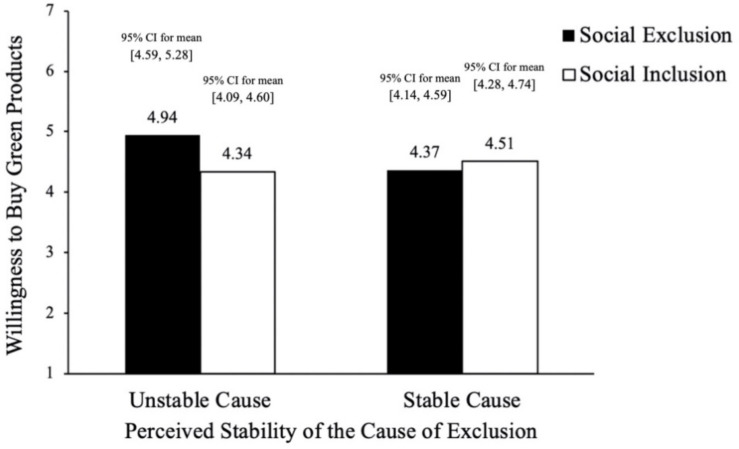 7
6
5
4
3
2
1
Willingness to Buy Green Products
95% CI for mean
[4.59, 5.28]
4.94
95% CI for mean
[4.09, 4.60]
4.34
95% CI for mean
[4.14, 4.59]
4.37
95% CI for mean
[4.28, 4.74]
4.51
Social Exclusion
Social Inclusion
Unstable Cause
Stable Cause
Perceived Stability of the Cause of Exclusion